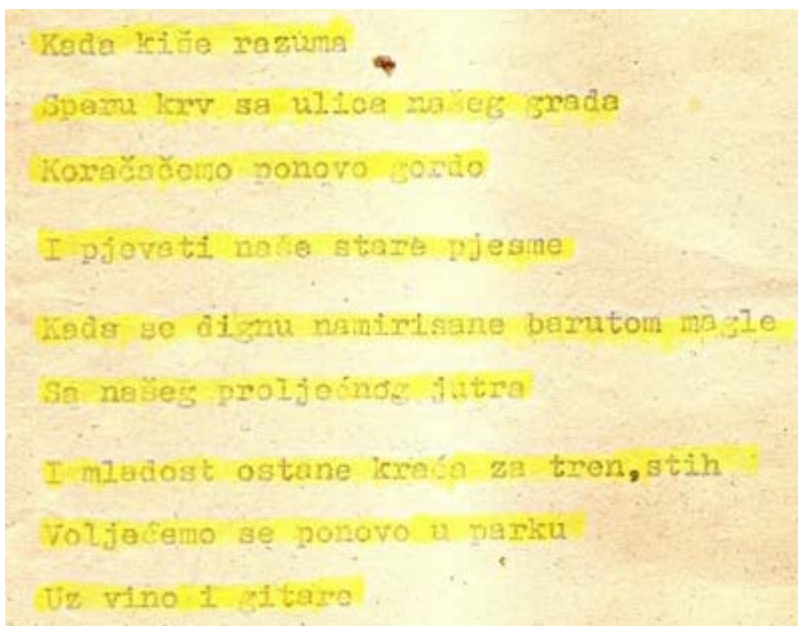 Kada kiše razuma
Speru krv sa ulica našeg grada
Koračaćemo ponovo gordo
I pjevati naše stare pjesme
Kada se dignu namirisane barutom magle
Sa našeg proljećnog jutra
I mladost ostane kraća za tren,stih
Voljećemo se ponovo u parku
Uz vino i gitare